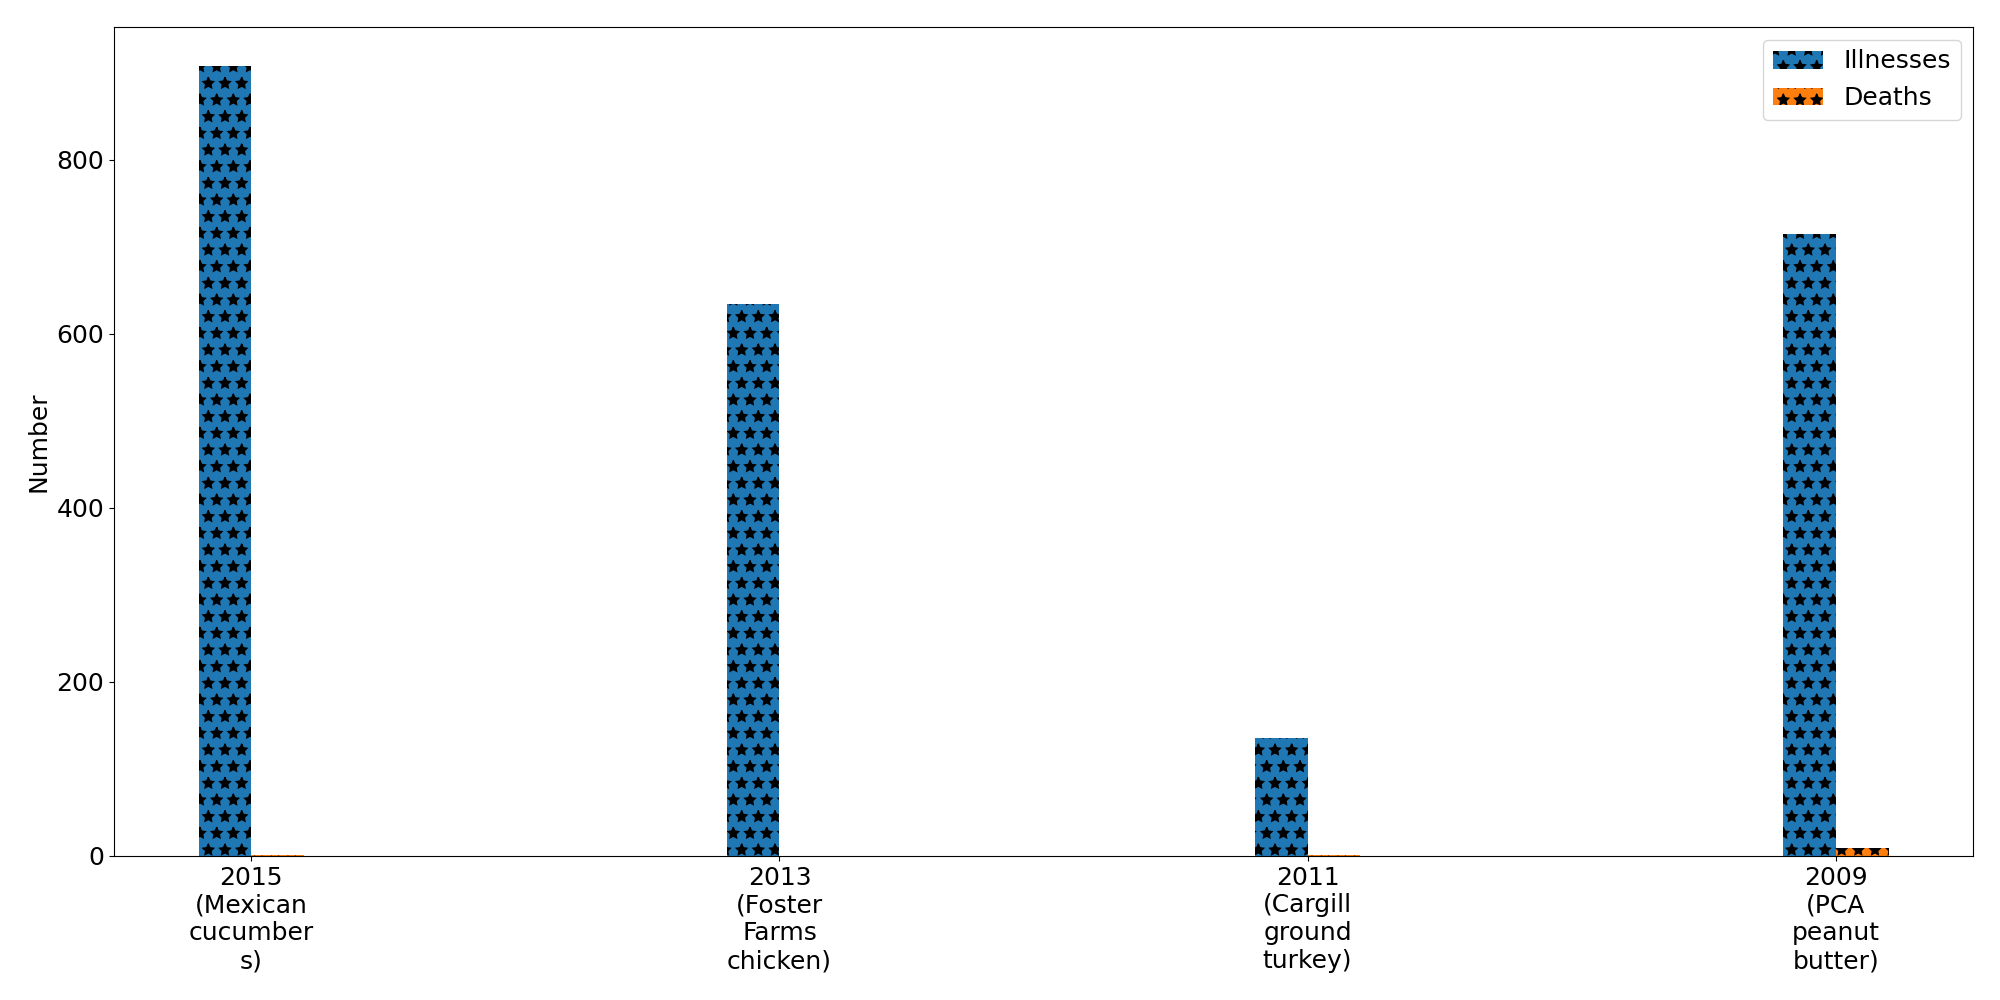 Illnesses
Deaths
Number
800
600
400
200
0
2015
(Mexican
cucumber
s)
2013
(Foster
Farms
chicken)
2011
(Cargill
ground
turkey)
2009
(PCA
peanut
butter)